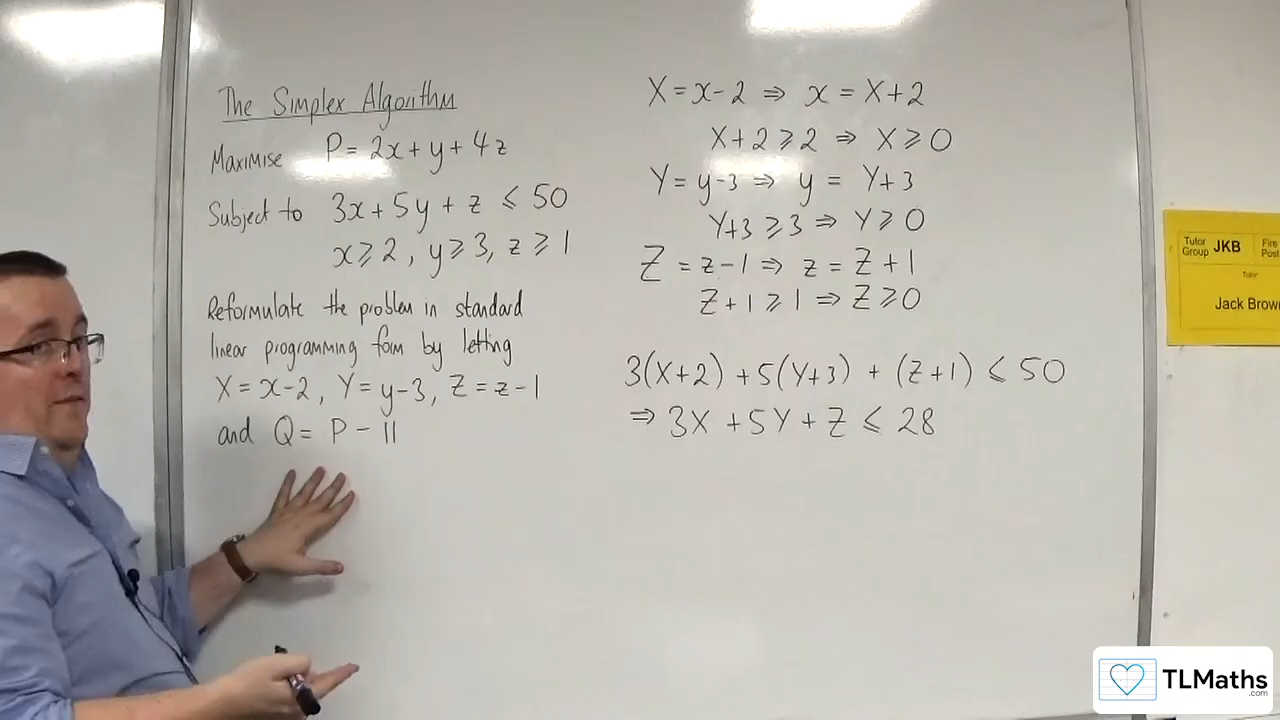 The Simplex Algorithm
Maximise P = 2x + y + 4z
Subject to 3x + 5y + z ⩽ 50
x ⩾ 2, y ⩾ 3, z ⩾ 1
Reformulate the problem in standard
linear programming form by letting
X = x - 2, Y = y - 3, Z = z - 1
and Q = P - 11
X = x - 2 ⇒ x = X + 2
X + 2 ⩾ 2 ⇒ X ⩾ 0
Y = y - 3 ⇒ y = Y + 3
Y + 3 ⩾ 3 ⇒ Y ⩾ 0
Z = z - 1 ⇒ z = Z + 1
Z + 1 ⩾ 1 ⇒ Z ⩾ 0
3(X + 2) + 5(Y + 3) + (Z + 1) ⩽ 50
⇒ 3X + 5Y + Z ⩽ 28
Tutor Group JKB
Fire
Tutor
Jack
TLMaths
.com